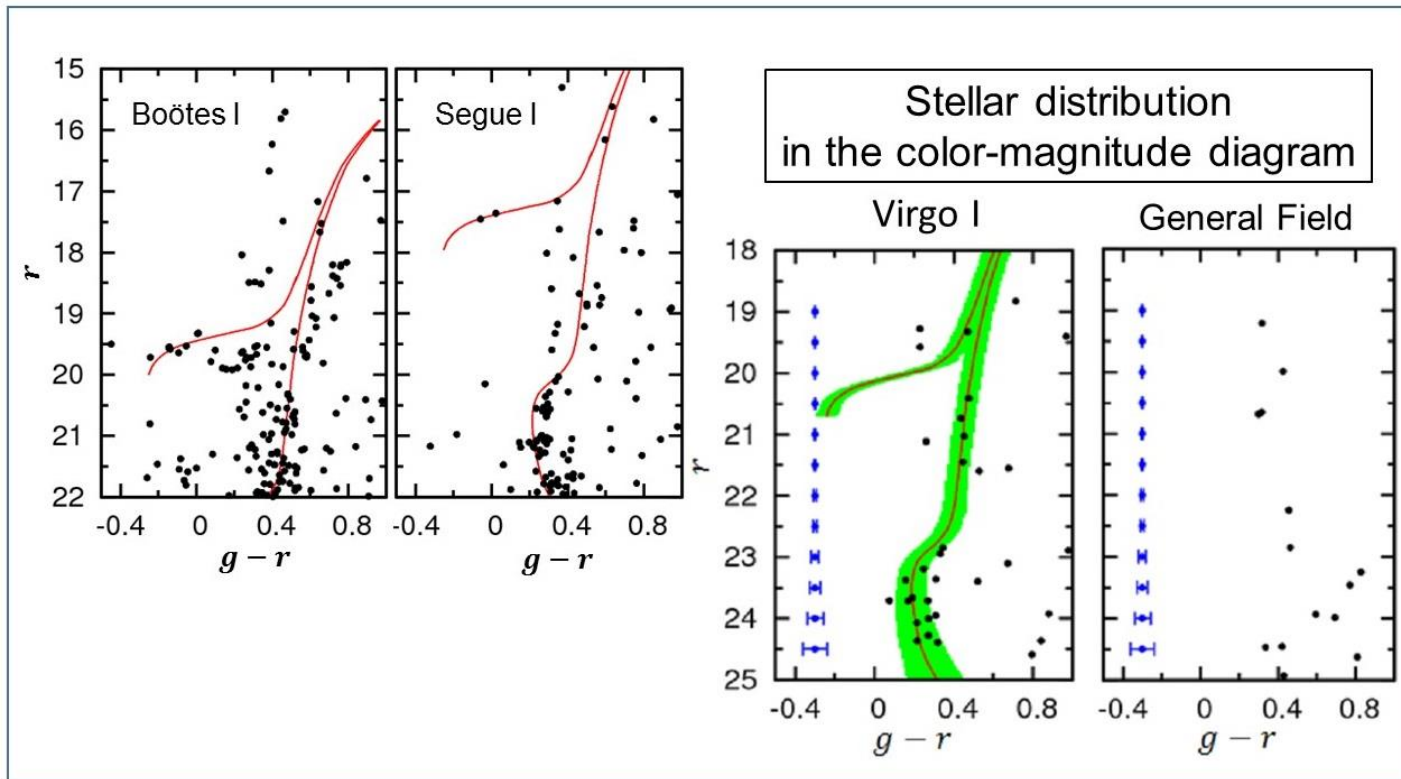 Stellar distribution
in the color-magnitude diagram
Boötes I
Segue I
15
16
17
18
19
20
21
22
r
-0.4 0 0.4 0.8
g – r
-0.4 0 0.4 0.8
g – r
Virgo I
General Field
18
19
20
21
22
23
24
25
r
-0.4 0 0.4 0.8
g – r
-0.4 0 0.4 0.8
g – r